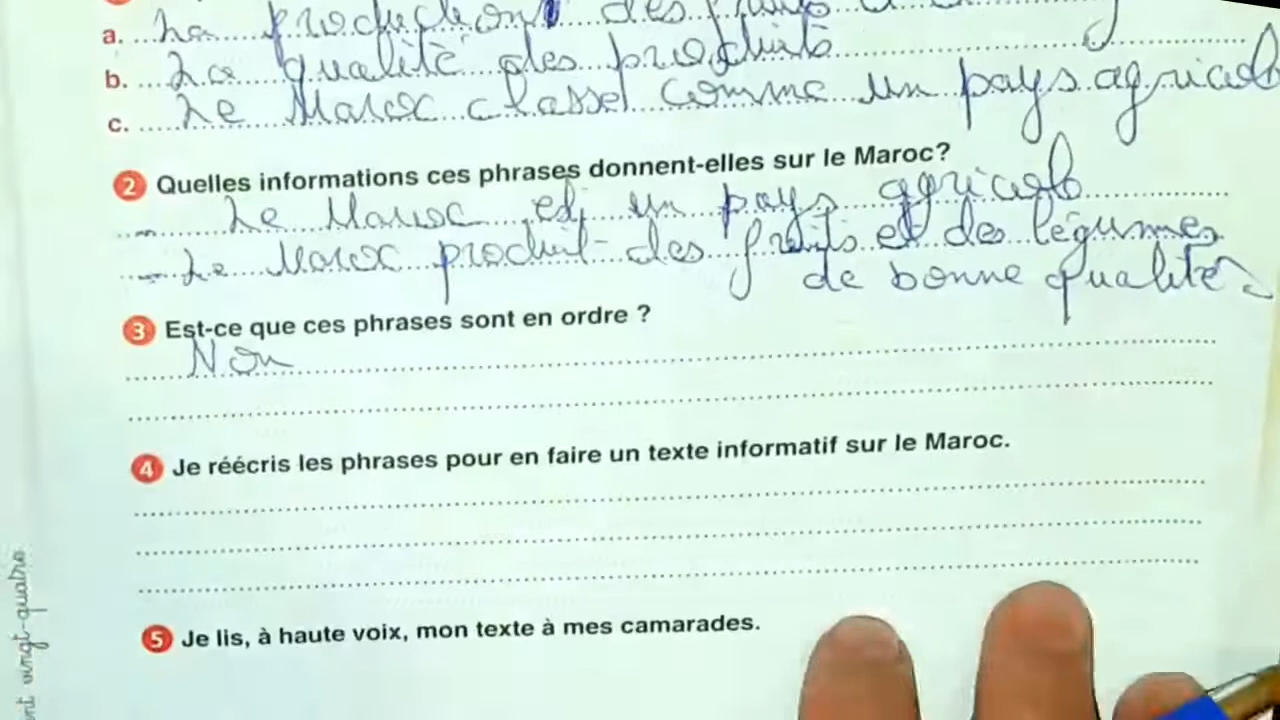 a. La production des fruits
b. La qualité des produits
c. Le Maroc classé comme un pays agricole
2 Quelles informations ces phrases donnent-elles sur le Maroc?
- Le Maroc est un pays agricole
- Le Maroc produit des fruits et des légumes
de bonne qualité.
3 Est-ce que ces phrases sont en ordre ?
Non
4 Je réécris les phrases pour en faire un texte informatif sur le Maroc.
5 Je lis, à haute voix, mon texte à mes camarades.
vingt-quatre